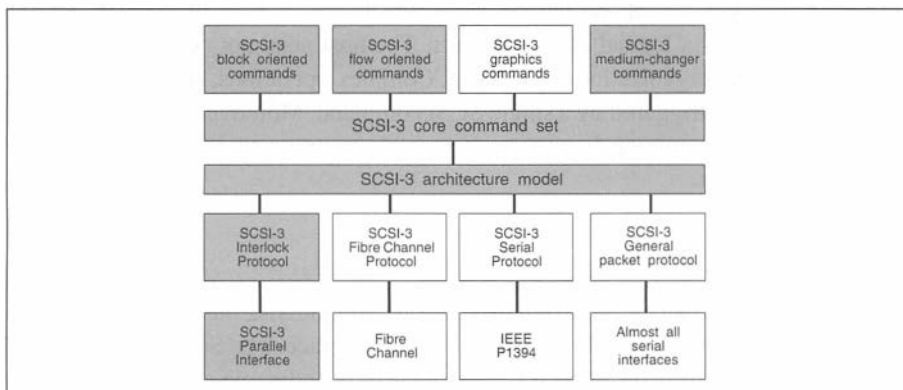 SCSI-3
block oriented
commands
SCSI-3
flow oriented
commands
SCSI-3
graphics
commands
SCSI-3
medium-changer
commands
SCSI-3 core command set
SCSI-3 architecture model
SCSI-3
Interlock
Protocol
SCSI-3
Fibre Channel
Protocol
SCSI-3
Serial
Protocol
SCSI-3
General
packet protocol
SCSI-3
Parallel
Interface
Fibre
Channel
IEEE
P1394
Almost all
serial
interfaces